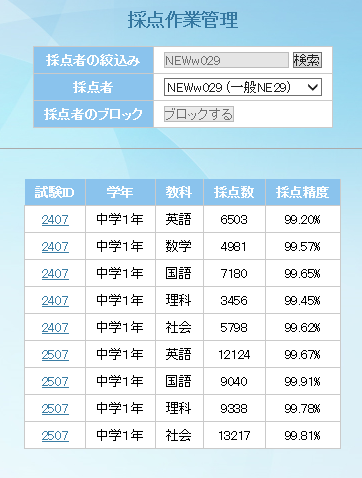 採点作業管理
採点者の絞込み NEWw029 検索
採点者 NEWw029 (一般NE29)
採点者のブロック ブロックする
試験ID 学年 教科 採点数 採点精度
2407 中学1年 英語 6503 99.20%
2407 中学1年 数学 4981 99.57%
2407 中学1年 国語 7180 99.65%
2407 中学1年 理科 3456 99.45%
2407 中学1年 社会 5798 99.62%
2507 中学1年 英語 12124 99.67%
2507 中学1年 国語 9040 99.91%
2507 中学1年 理科 9338 99.78%
2507 中学1年 社会 13217 99.81%